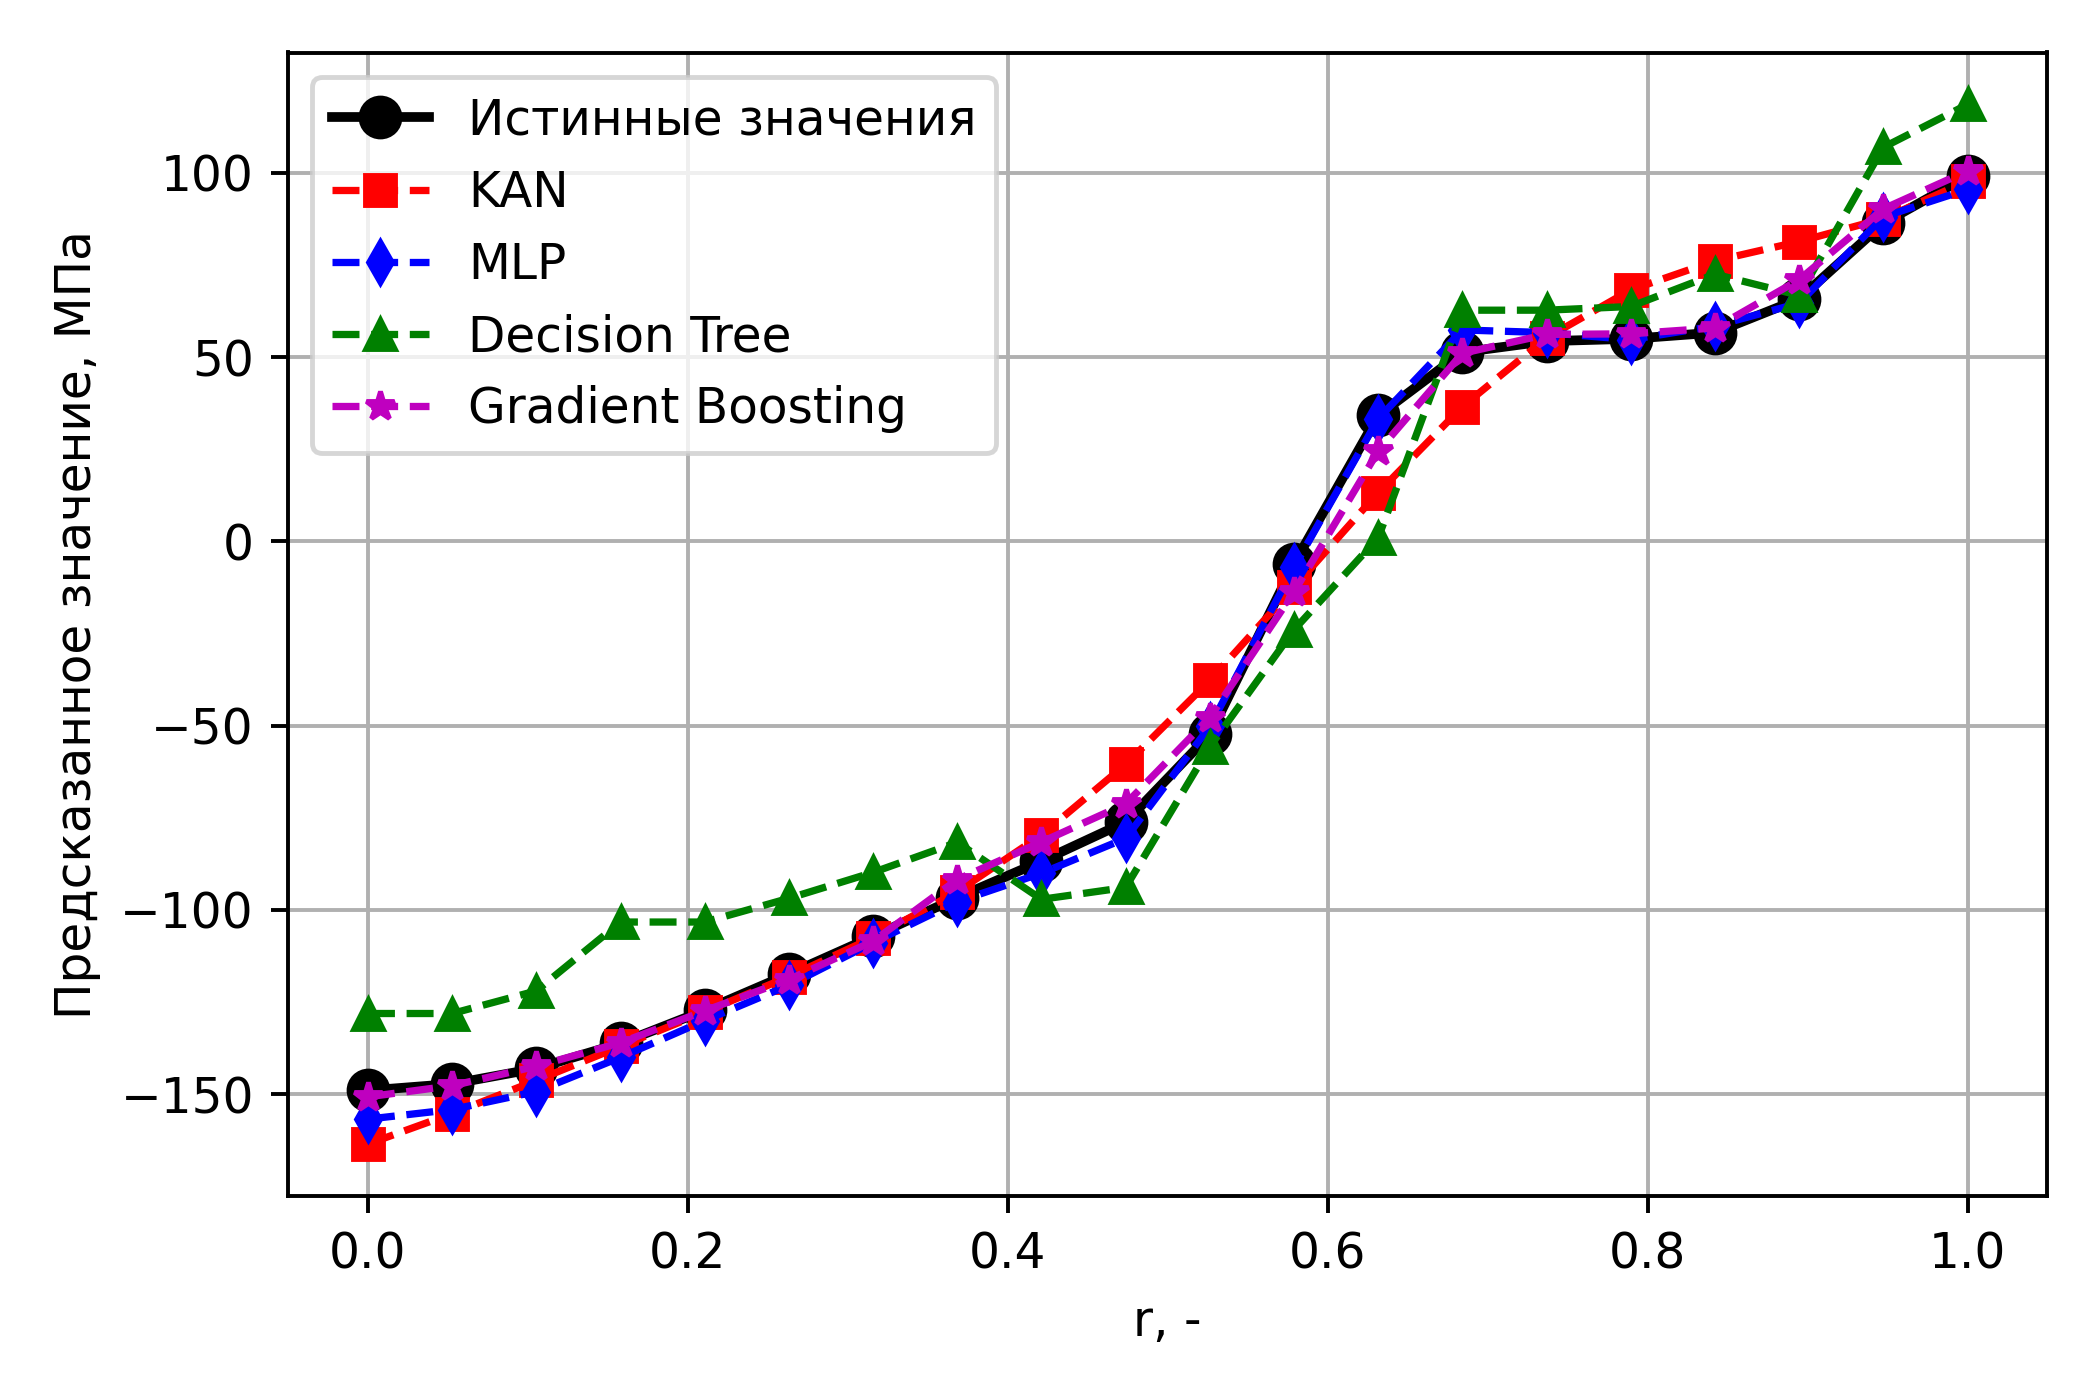 Истинные значения
KAN
MLP
Decision Tree
Gradient Boosting
Предсказанное значение, МПа
100
50
0
−50
−100
−150
0.0 0.2 0.4 0.6 0.8 1.0
r, -